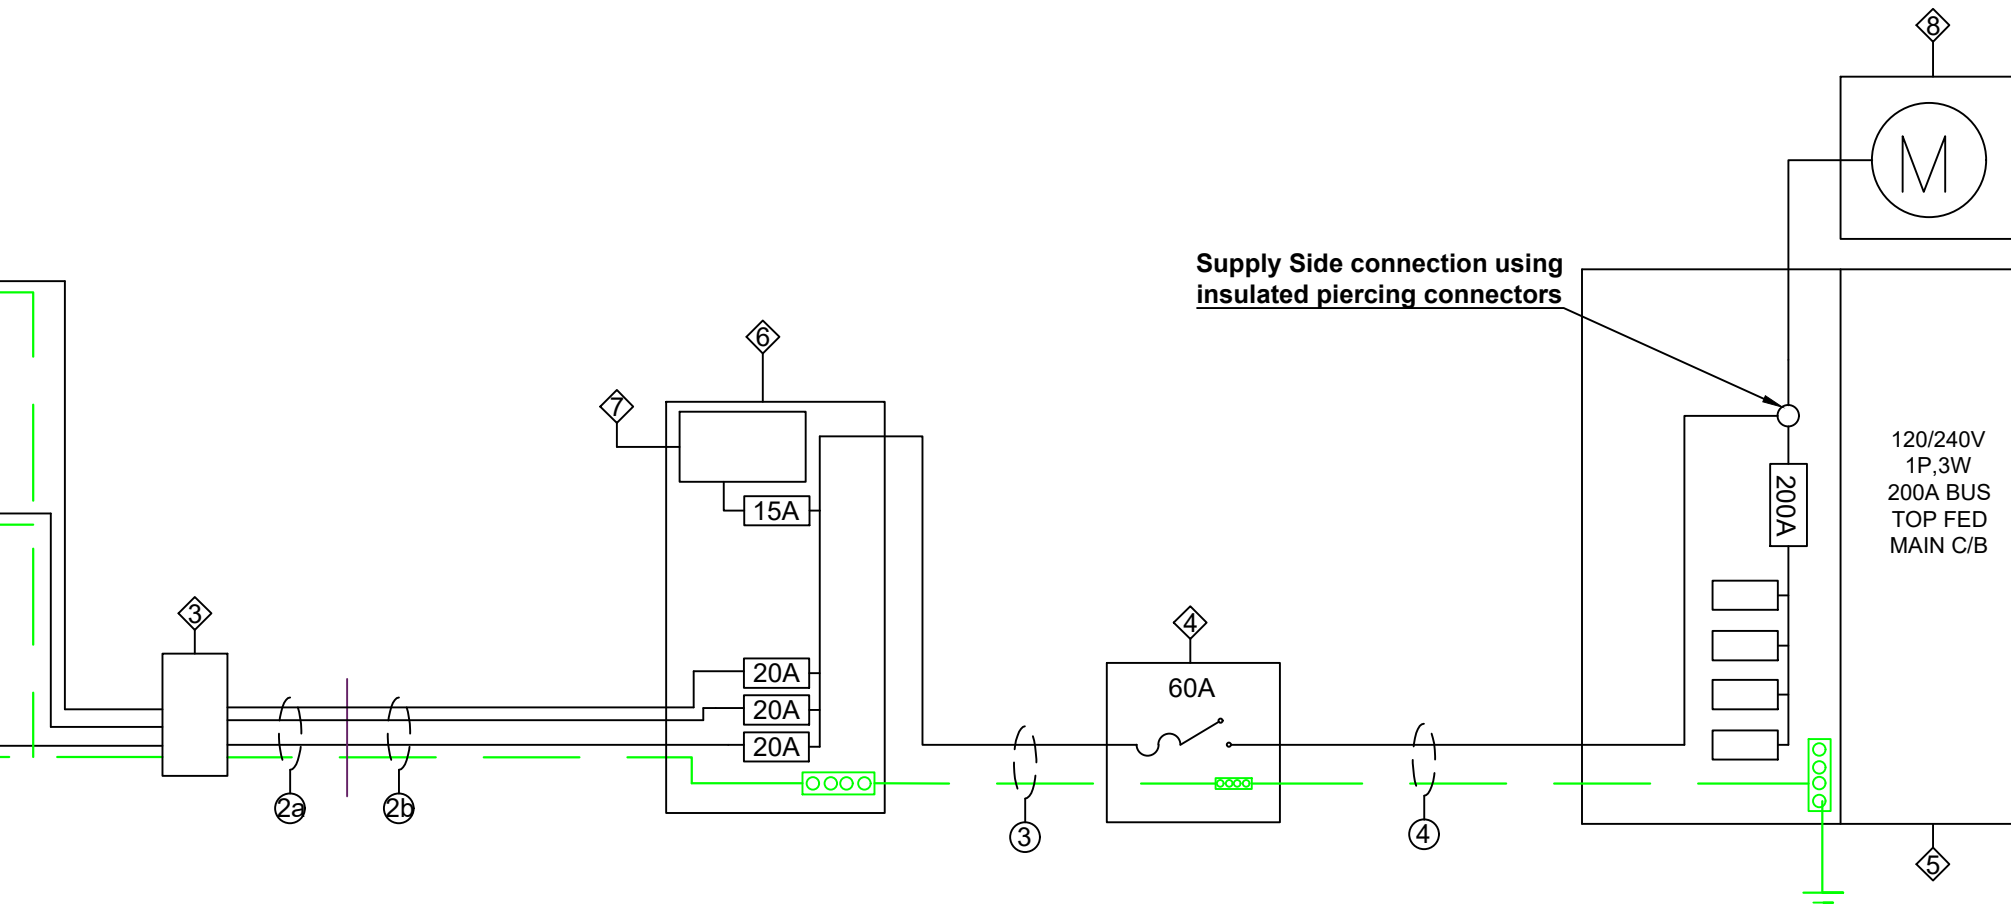 8
M
Supply Side connection using
insulated piercing connectors
6
7
120/240V
1P,3W
200A BUS
TOP FED
MAIN C/B
200A
15A
3
4
60A
20A
20A
20A
2a
2b
3
4
5